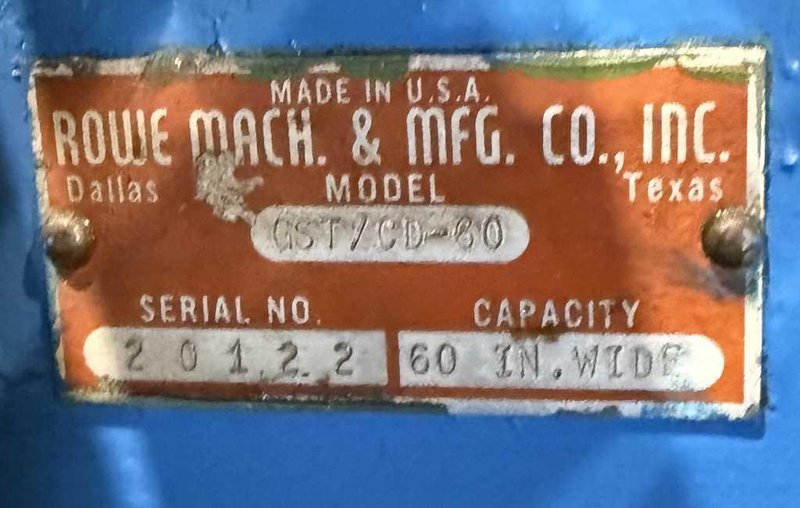 MADE IN U.S.A.
ROWE MACH. & MFG. CO., INC.
Dallas MODEL Texas
GST/CD-60
SERIAL NO. CAPACITY
20122 60 IN. WIDE